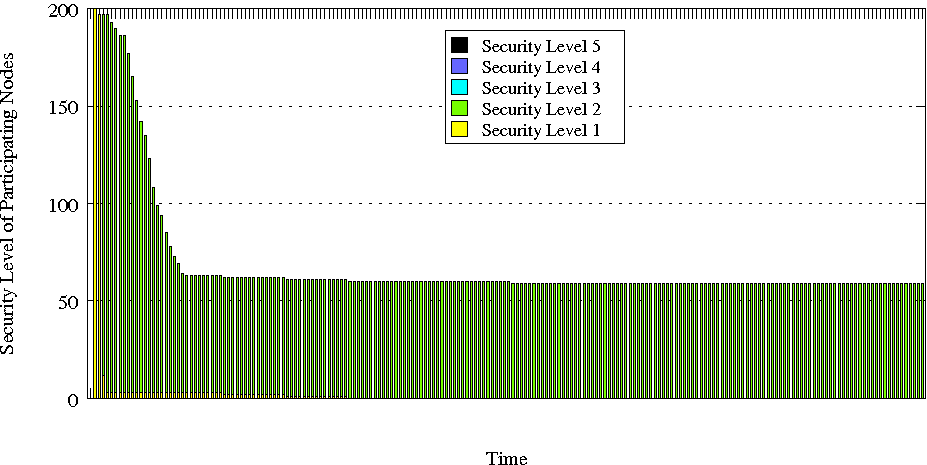 Security Level of Participating Nodes
200
150
100
50
0
Security Level 5
Security Level 4
Security Level 3
Security Level 2
Security Level 1
Time